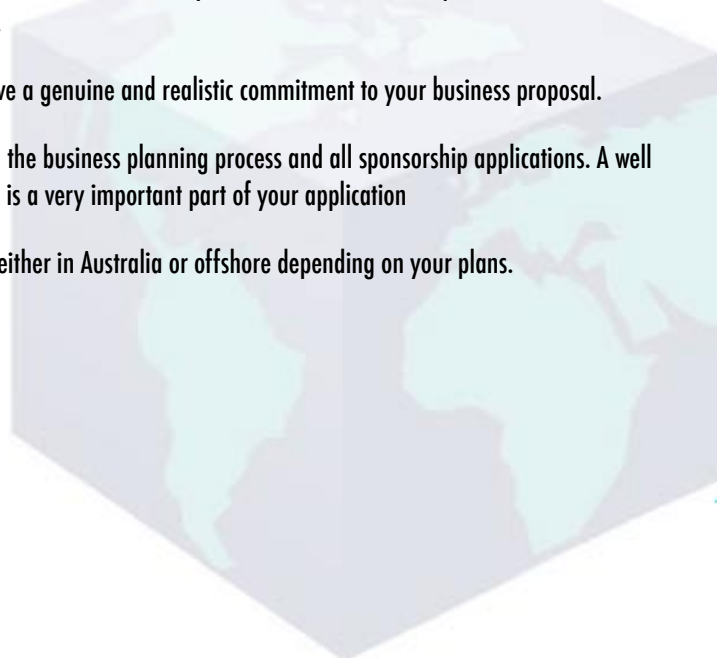 ve a genuine and realistic commitment to your business proposal.
the business planning process and all sponsorship applications. A well
is a very important part of your application
either in Australia or offshore depending on your plans.